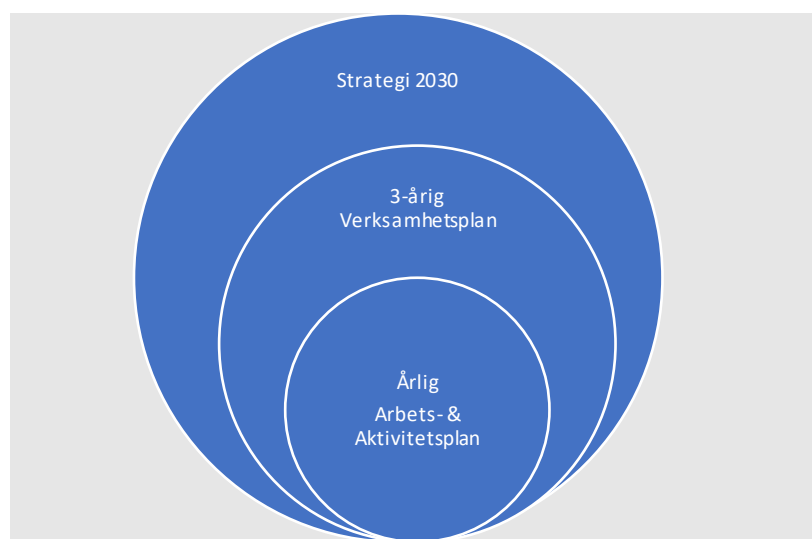 Strategi 2030
3-årig
Verksamhetsplan
Årlig
Arbets- &
Aktivitetsplan